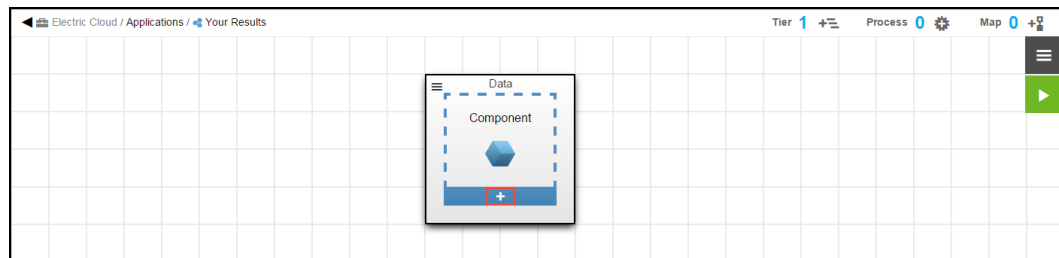 Electric Cloud / Applications / Your Results
Tier 1
Process 0
Map 0
Data
Component